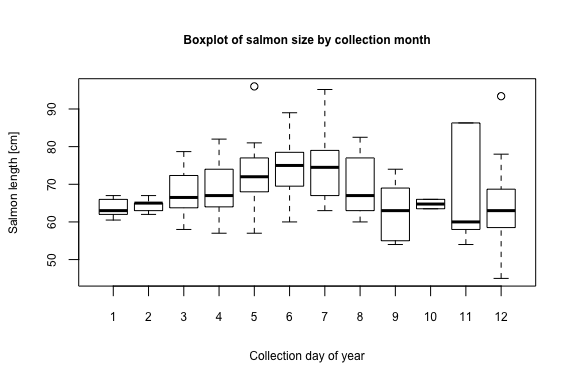 Boxplot of salmon size by collection month
Salmon length [cm]
90
80
70
60
50
1 2 3 4 5 6 7 8 9 10 11 12
Collection day of year